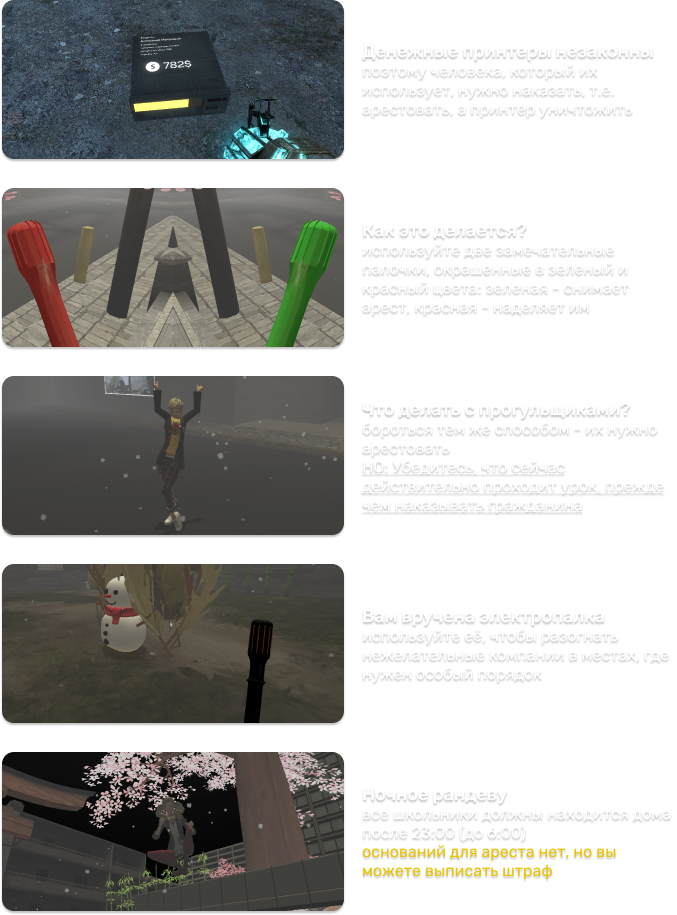 782$
Денежные принтеры незаконны
поэтому человека, который их
использует, нужно наказать, т.е.
арестовать, а принтер уничтожить
Как это делается?
используйте две замечательные
палочки, окрашенные в зеленый и
красный цвета: зеленая - снимает
арест, красная - наделяет им
Что делать с прогульщиками?
бороться тем же способом - их нужно
арестовать
НО: Убедитесь, что сейчас
действительно проходит урок, прежде
чем наказывать гражданина
Вам вручена электропалка
используйте её, чтобы разогнать
нежелательные компании в местах, где
нужен особый порядок
Ночное рандеву
все школьники должны находится дома
после 23:00 (до 6:00)
оснований для ареста нет, но вы
можете выписать штраф